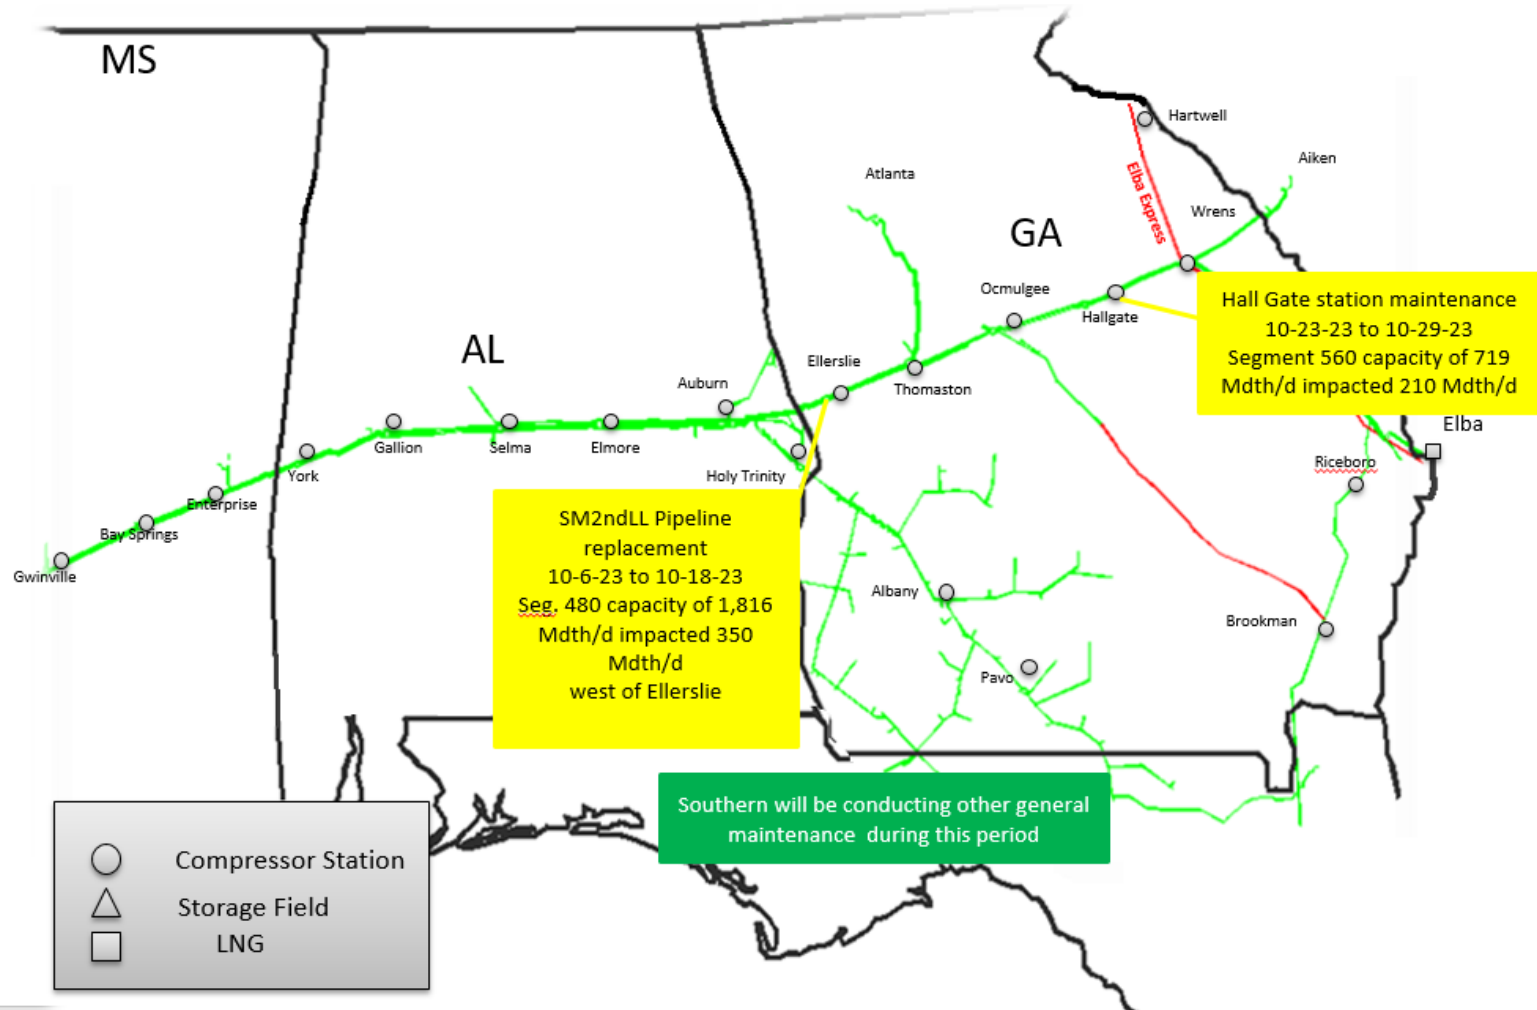 MS
Hartwell
Aiken
Atlanta
Elba Express
Wrens
GA
Ocmulgee
Hallgate
Hall Gate station maintenance
10-23-23 to 10-29-23
Segment 560 capacity of 719
Mdth/d impacted 210 Mdth/d
AL
Ellerslie
Auburn
Thomaston
Elba
Gallion
Selma
Elmore
Holy Trinity
Riceboro
York
Enterprise
Bay Springs
Gwinville
SM2ndLL Pipeline
replacement
10-6-23 to 10-18-23
Seg. 480 capacity of 1,816
Mdth/d impacted 350
Mdth/d
west of Ellerslie
Albany
Brookman
Pavo
Southern will be conducting other general
maintenance during this period
Compressor Station
Storage Field
LNG